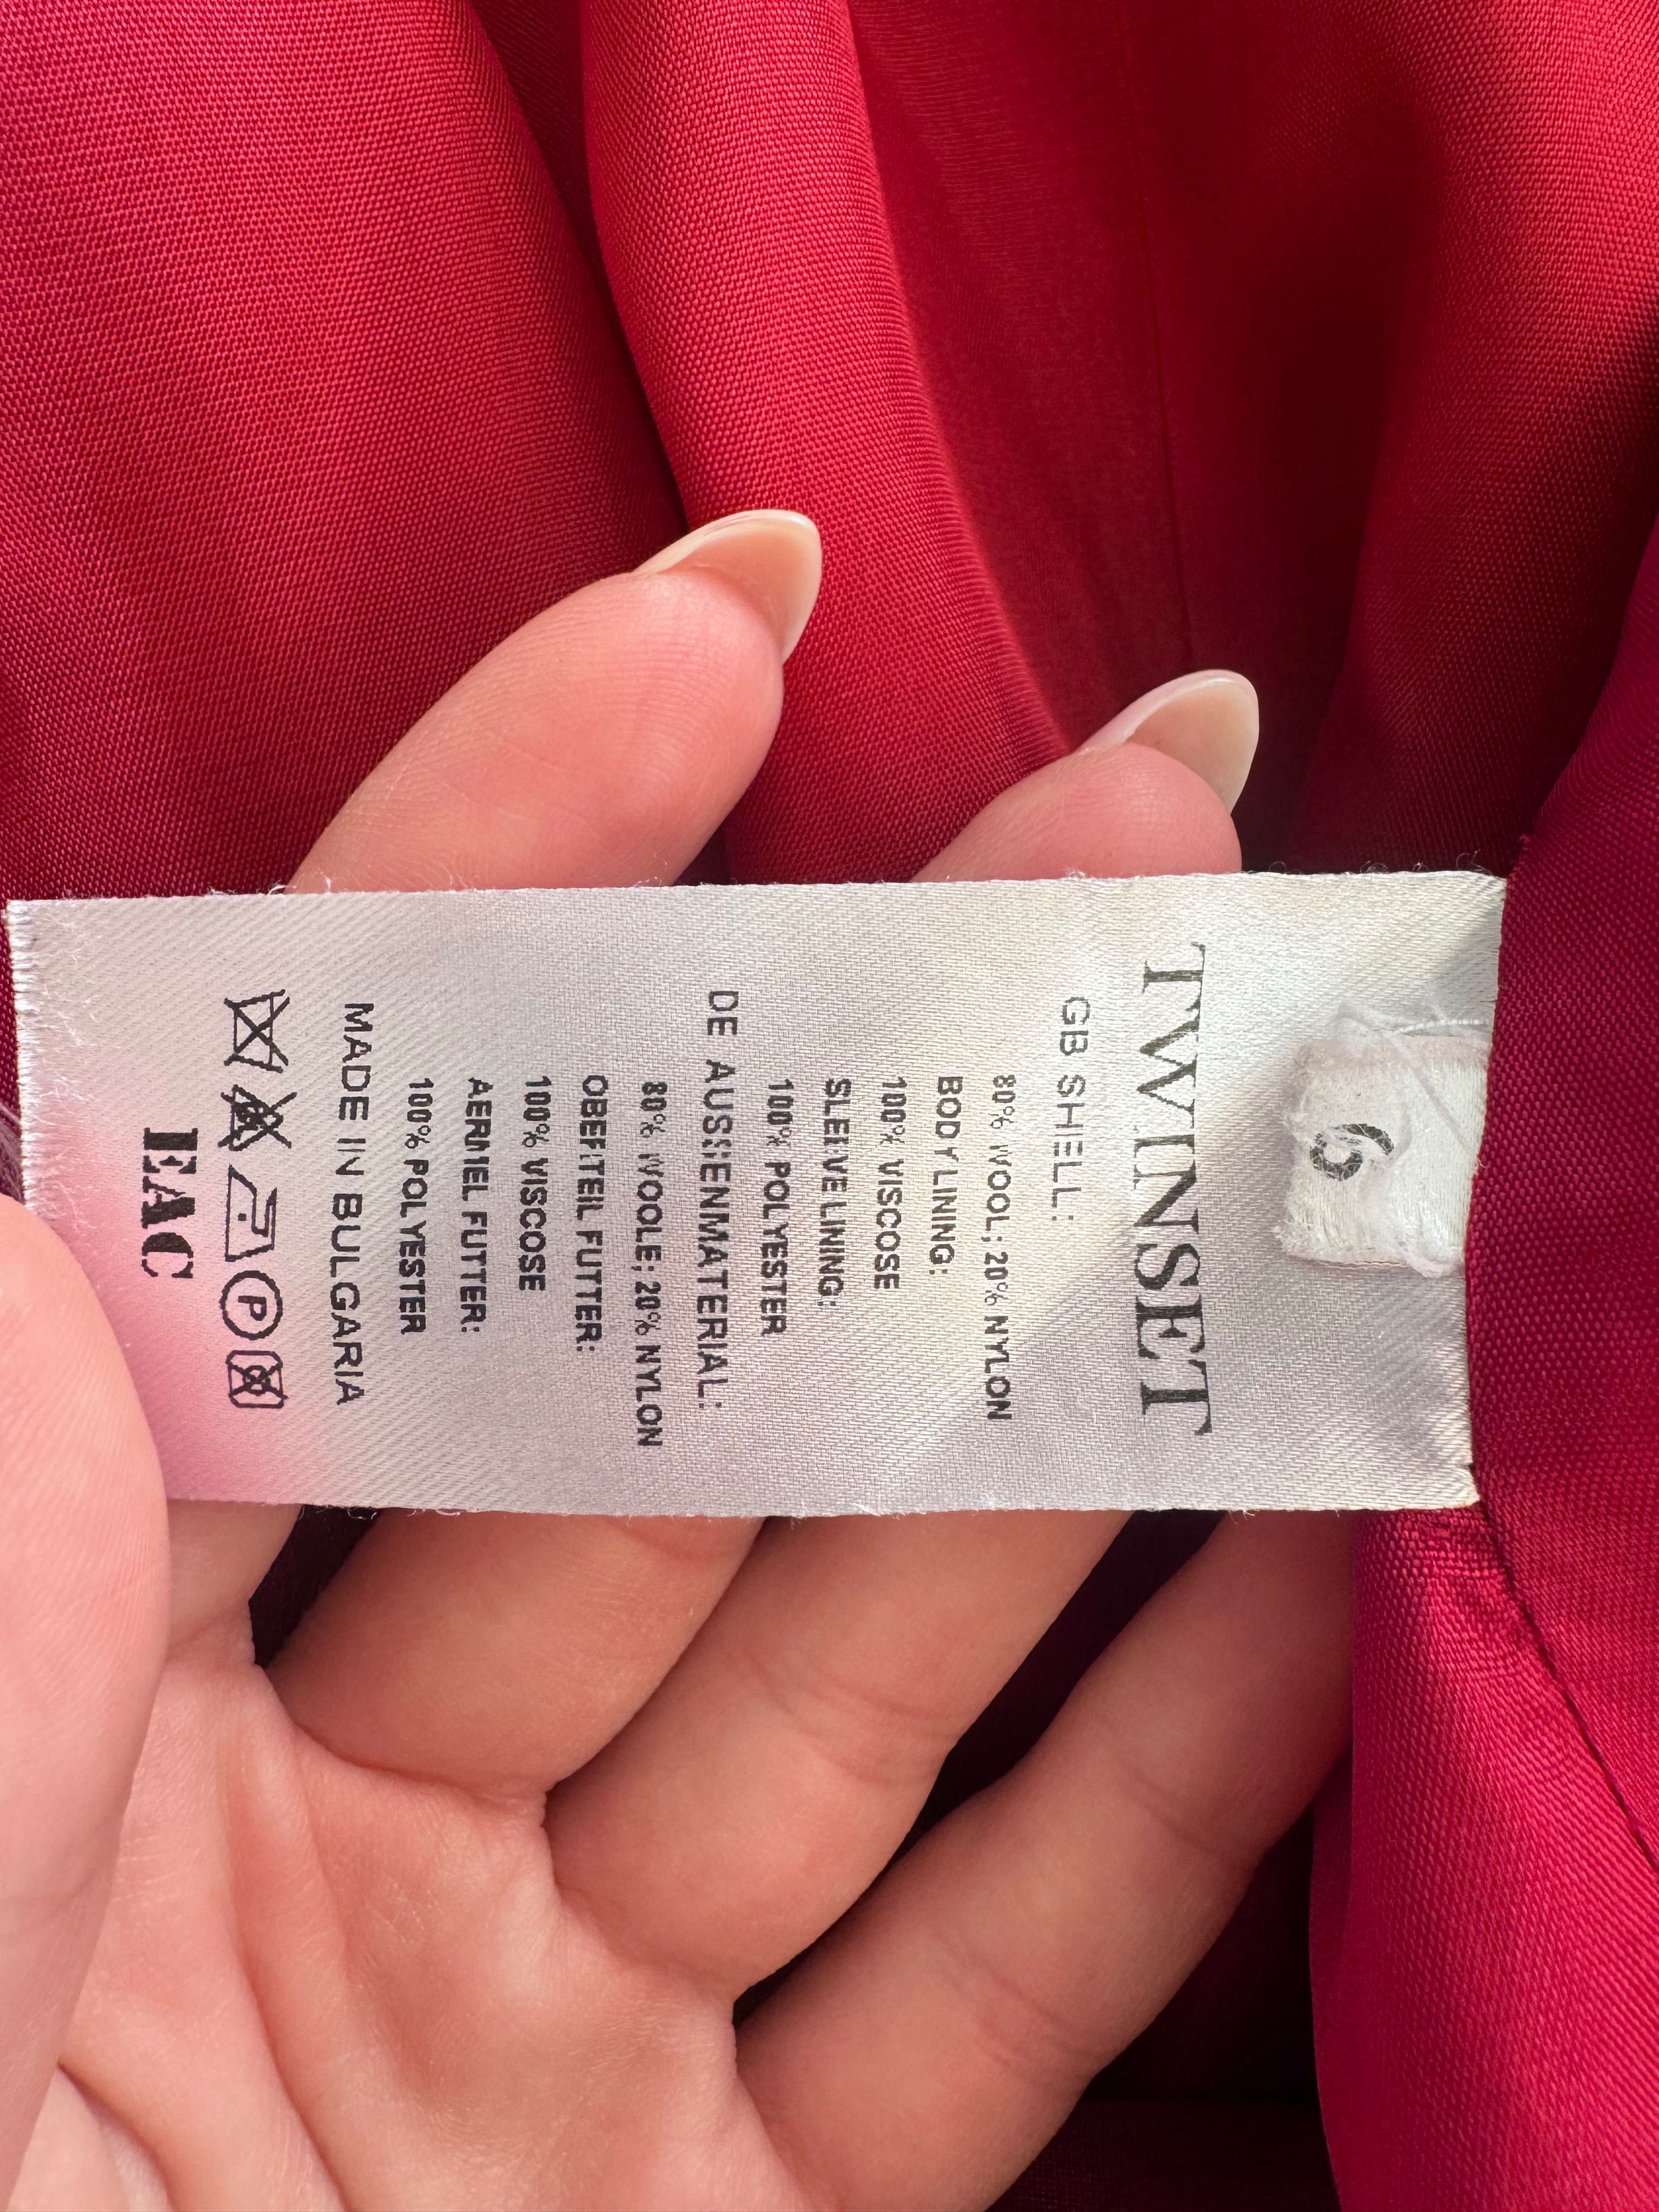 6
TWINSET
GB SHELL:
80% WOOL; 20% NYLON
BODY LINING:
100% VISCOSE
SLEEVE LINING:
100% POLYESTER
DE AUSSENMATERIAL:
80% WOOLE; 20% NYLON
OBERTEIL FUTTER:
100% VISCOSE
AERMEL FUTTER:
100% POLYESTER
MADE IN BULGARIA
P
EAC